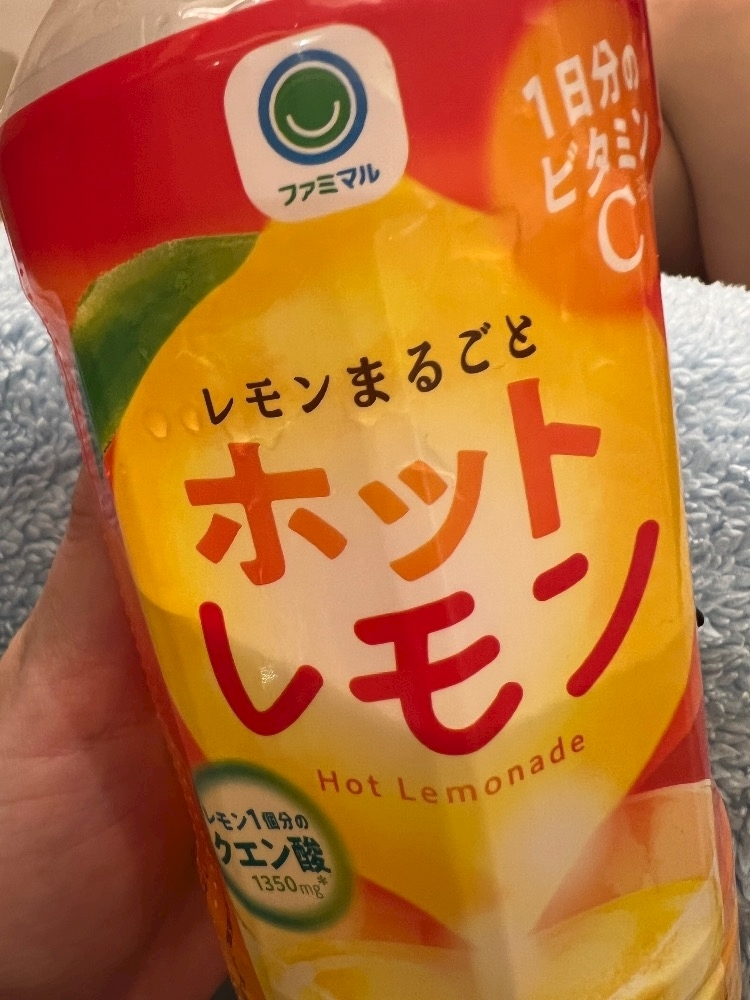 ファミマル
1日分の
ビタミン
C
レモンまるごと
ホット
レモン
Hot Lemonade
レモン1個分の
クエン酸
1350mg*